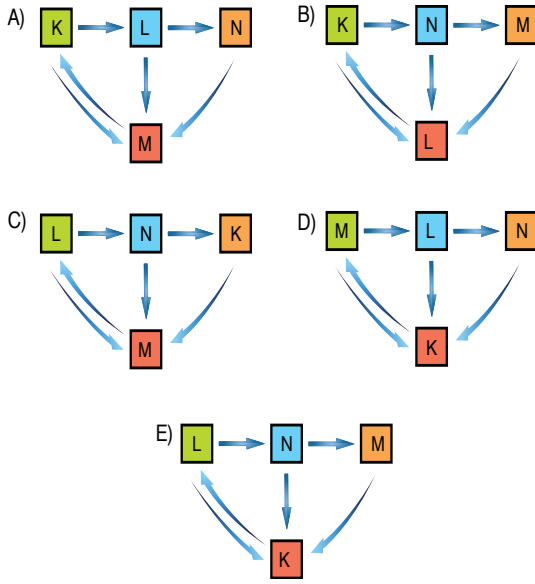 A) K L N
M
B) K N M
L
C) L N K
M
D) M L N
K
E) L N M
K